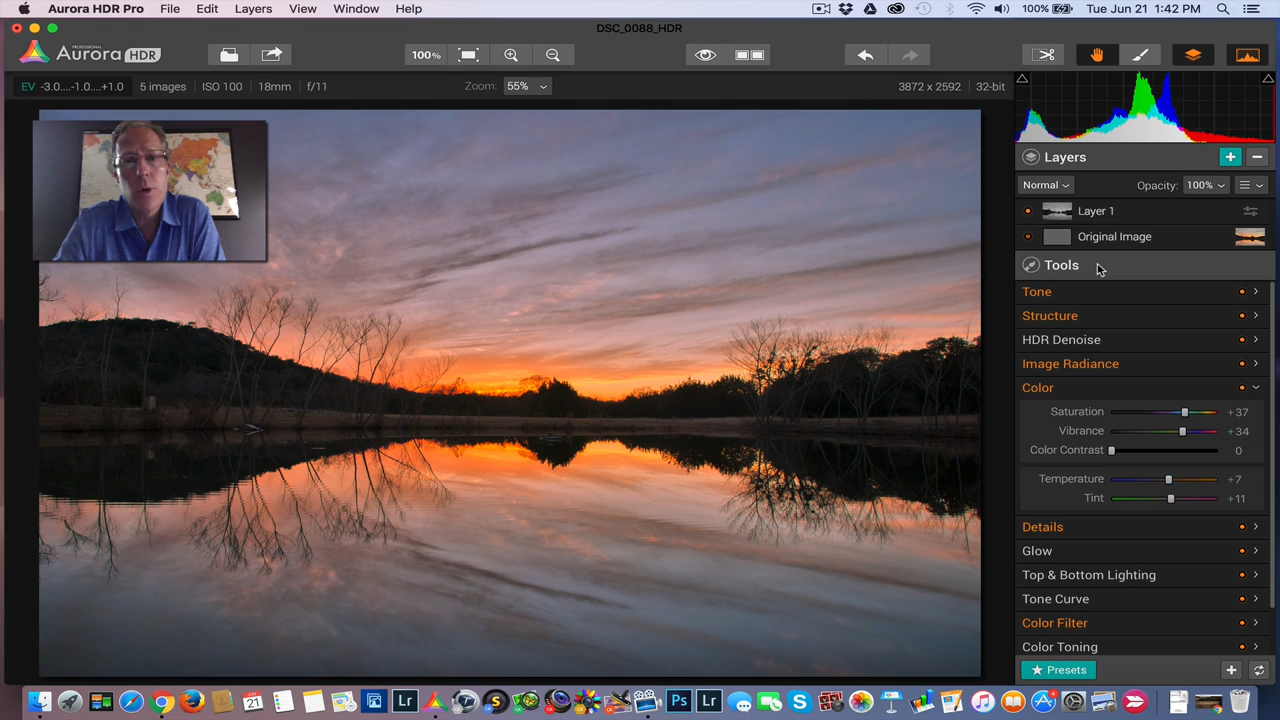 Aurora HDR Pro File Edit Layers View Window Help 100% Tue Jun 21 1:42 PM
DSC_0088_HDR
PROFESSIONAL
Aurora HDR 100%
EV -3.0....-1.0....+1.0 5 images ISO 100 18mm f/11 Zoom: 55% 3872 x 2592 32-bit
Layers
Normal Opacity: 100%
Layer 1
Original Image
Tools
Tone
Structure
HDR Denoise
Image Radiance
Color
Saturation +37
Vibrance +34
Color Contrast 0
Temperature +7
Tint +11
Details
Glow
Top & Bottom Lighting
Tone Curve
Color Filter
Color Toning
Presets
Lr Ps Lr